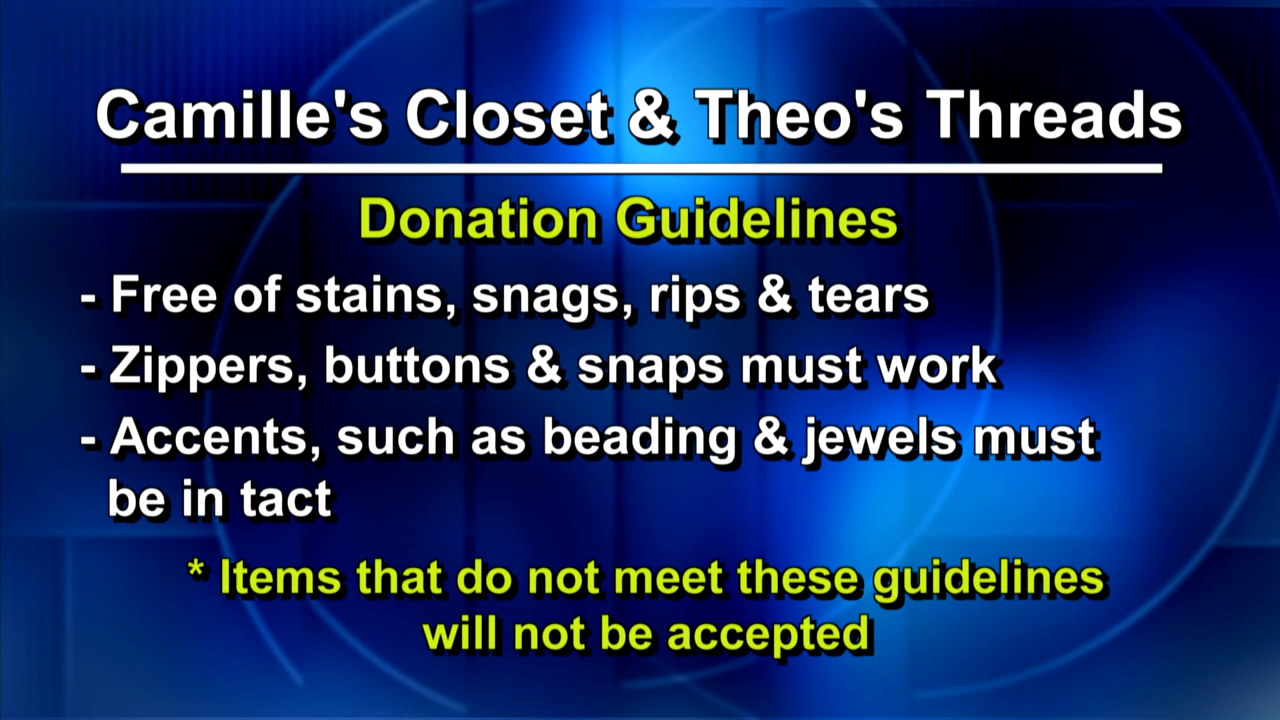 Camille's Closet & Theo's Threads
Donation Guidelines
- Free of stains, snags, rips & tears
- Zippers, buttons & snaps must work
- Accents, such as beading & jewels must
be in tact
* Items that do not meet these guidelines
will not be accepted